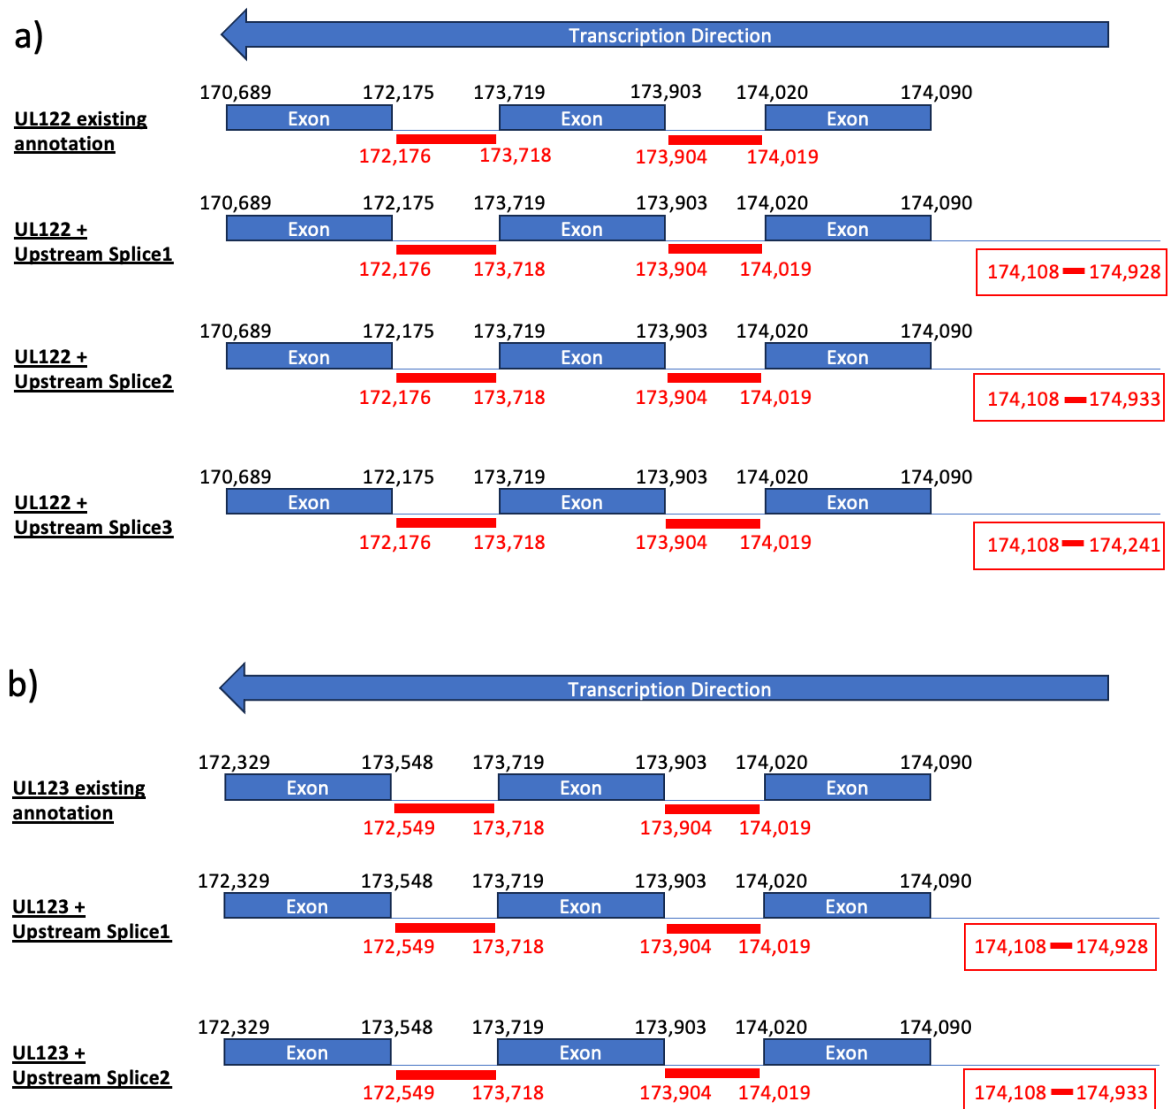 a)
Transcription Direction
170,689 172,175 173,719 173,903 174,020 174,090
UL122 existing
annotation
Exon Exon Exon
172,176 173,718 173,904 174,019
170,689 172,175 173,719 173,903 174,020 174,090
UL122 +
Upstream Splice1
Exon Exon Exon
172,176 173,718 173,904 174,019 174,108 174,928
170,689 172,175 173,719 173,903 174,020 174,090
UL122 +
Upstream Splice2
Exon Exon Exon
172,176 173,718 173,904 174,019 174,108 174,933
170,689 172,175 173,719 173,903 174,020 174,090
UL122 +
Upstream Splice3
Exon Exon Exon
172,176 173,718 173,904 174,019 174,108 174,241
b)
Transcription Direction
172,329 173,548 173,719 173,903 174,020 174,090
UL123 existing
annotation
Exon Exon Exon
172,549 173,718 173,904 174,019
172,329 173,548 173,719 173,903 174,020 174,090
UL123 +
Upstream Splice1
Exon Exon Exon
172,549 173,718 173,904 174,019 174,108 174,928
172,329 173,548 173,719 173,903 174,020 174,090
UL123 +
Upstream Splice2
Exon Exon Exon
172,549 173,718 173,904 174,019 174,108 174,933